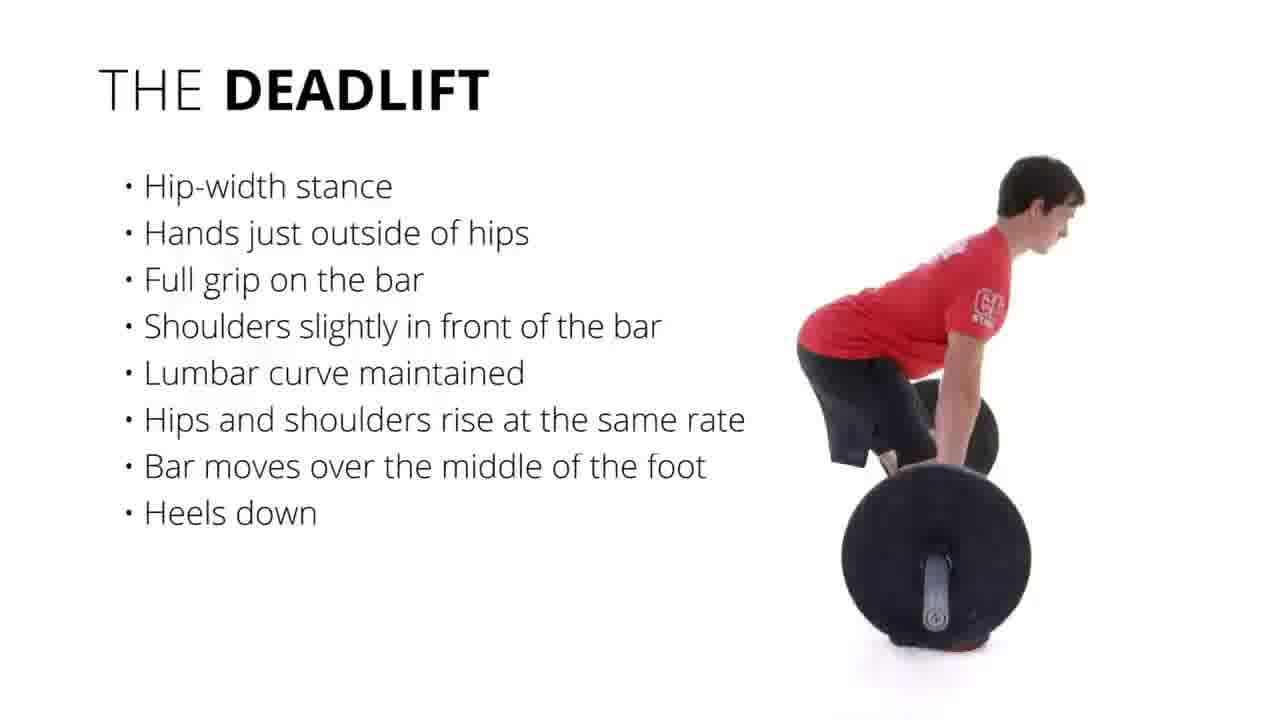 THE DEADLIFT
• Hip-width stance
• Hands just outside of hips
• Full grip on the bar
• Shoulders slightly in front of the bar
• Lumbar curve maintained
• Hips and shoulders rise at the same rate
• Bar moves over the middle of the foot
• Heels down